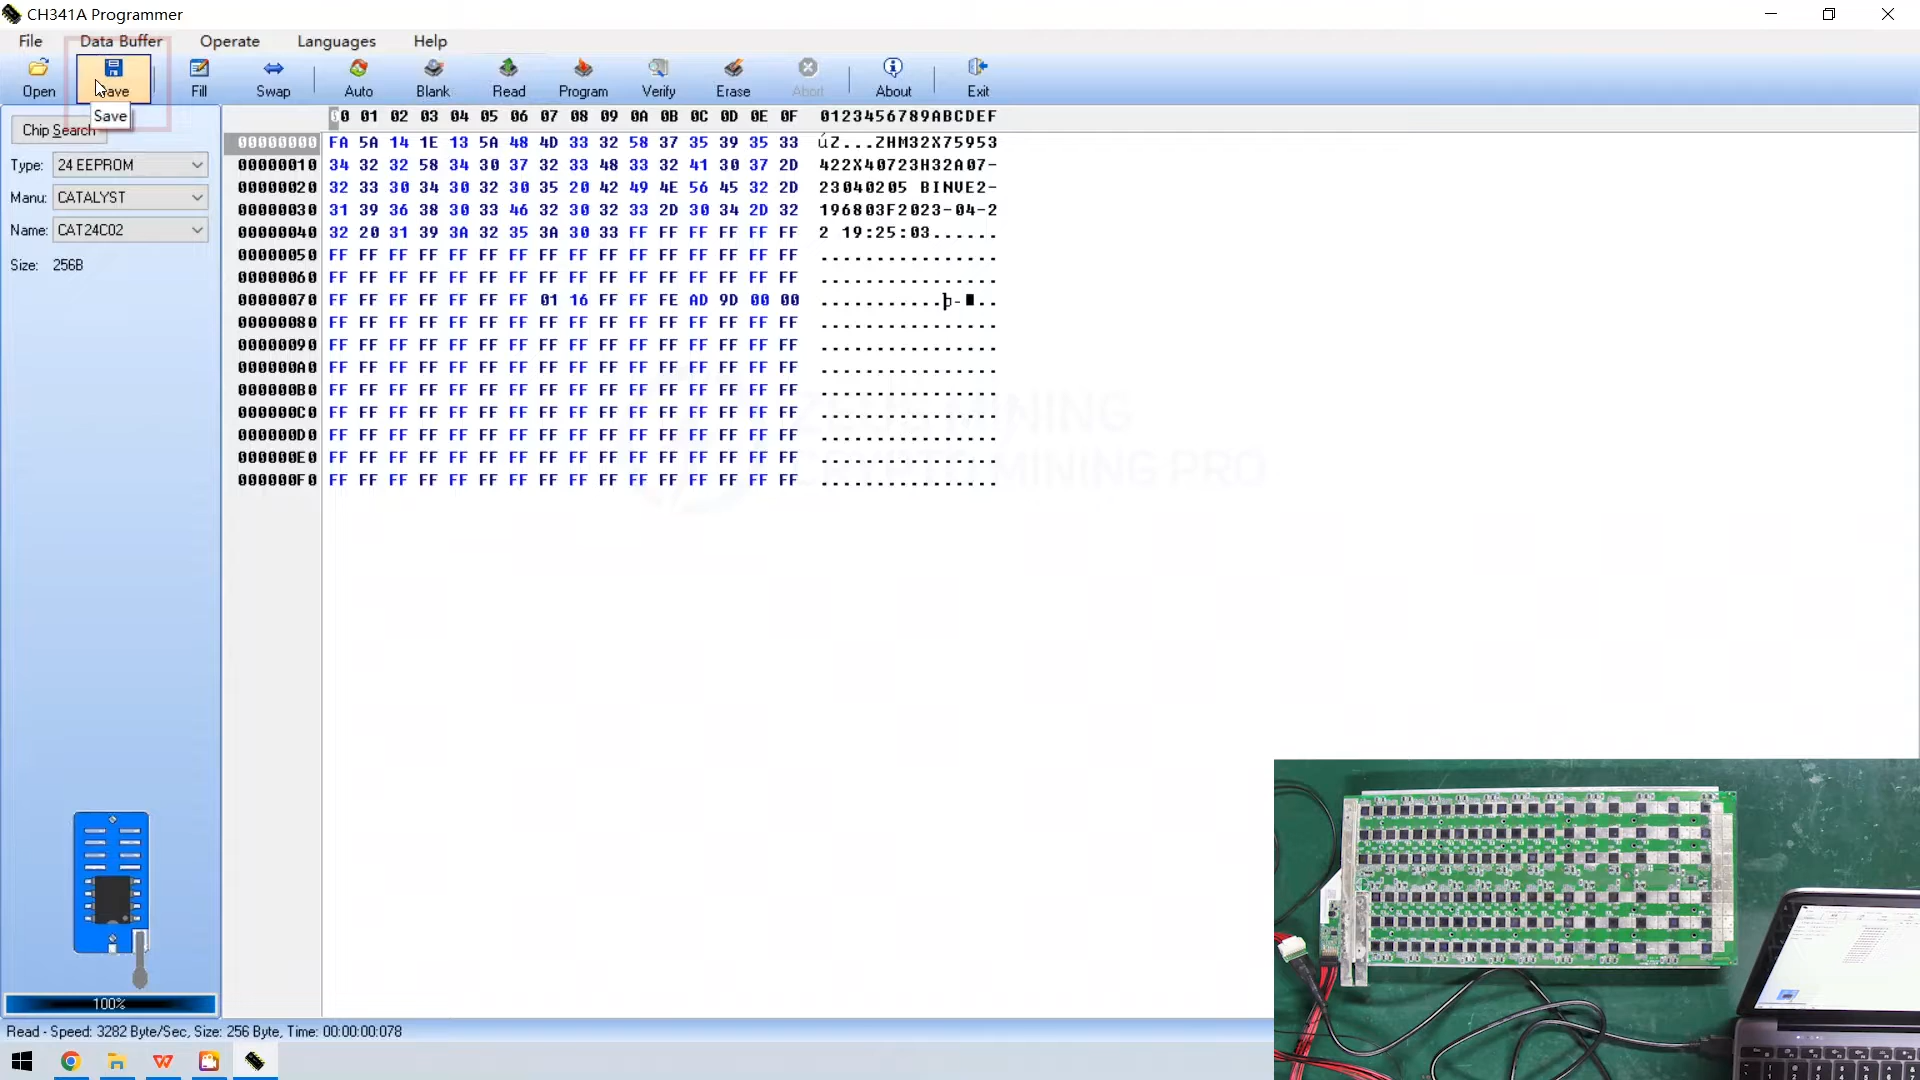 CH341A Programmer
File Data Buffer Operate Languages Help
Open Save Fill Swap Auto Blank Read Program Verify Erase Abort About Exit
Save
Chip Search
Type: 24 EEPROM
Manu: CATALYST
Name: CAT24C02
Size: 256B
00 01 02 03 04 05 06 07 08 09 0A 0B 0C 0D 0E 0F 0123456789ABCDEF
00000000 FA 5A 14 1E 13 5A 48 4D 33 32 58 37 35 39 35 33 úZ...ZHM32X75953
00000010 34 32 32 58 34 30 37 32 33 48 33 32 41 30 37 2D 422X40723H32A07-
00000020 32 33 30 34 30 32 30 35 20 42 49 4E 56 45 32 2D 23040205 BINVE2-
00000030 31 39 36 38 30 33 46 32 30 32 33 2D 30 34 2D 32 196803F2023-04-2
00000040 32 20 31 39 3A 32 35 3A 30 33 FF FF FF FF FF FF 2 19:25:03......
00000050 FF FF FF FF FF FF FF FF FF FF FF FF FF FF FF FF ................
00000060 FF FF FF FF FF FF FF FF FF FF FF FF FF FF FF FF ................
00000070 FF FF FF FF FF FF FF 01 16 FF FF FE AD 9D 00 00 ...........þ-■..
00000080 FF FF FF FF FF FF FF FF FF FF FF FF FF FF FF FF ................
00000090 FF FF FF FF FF FF FF FF FF FF FF FF FF FF FF FF ................
000000A0 FF FF FF FF FF FF FF FF FF FF FF FF FF FF FF FF ................
000000B0 FF FF FF FF FF FF FF FF FF FF FF FF FF FF FF FF ................
000000C0 FF FF FF FF FF FF FF FF FF FF FF FF FF FF FF FF ................
000000D0 FF FF FF FF FF FF FF FF FF FF FF FF FF FF FF FF ................
000000E0 FF FF FF FF FF FF FF FF FF FF FF FF FF FF FF FF ................
000000F0 FF FF FF FF FF FF FF FF FF FF FF FF FF FF FF FF ................
MINING
MINING PRO
100%
Read - Speed: 3282 Byte/Sec, Size: 256 Byte, Time: 00:00:00:078